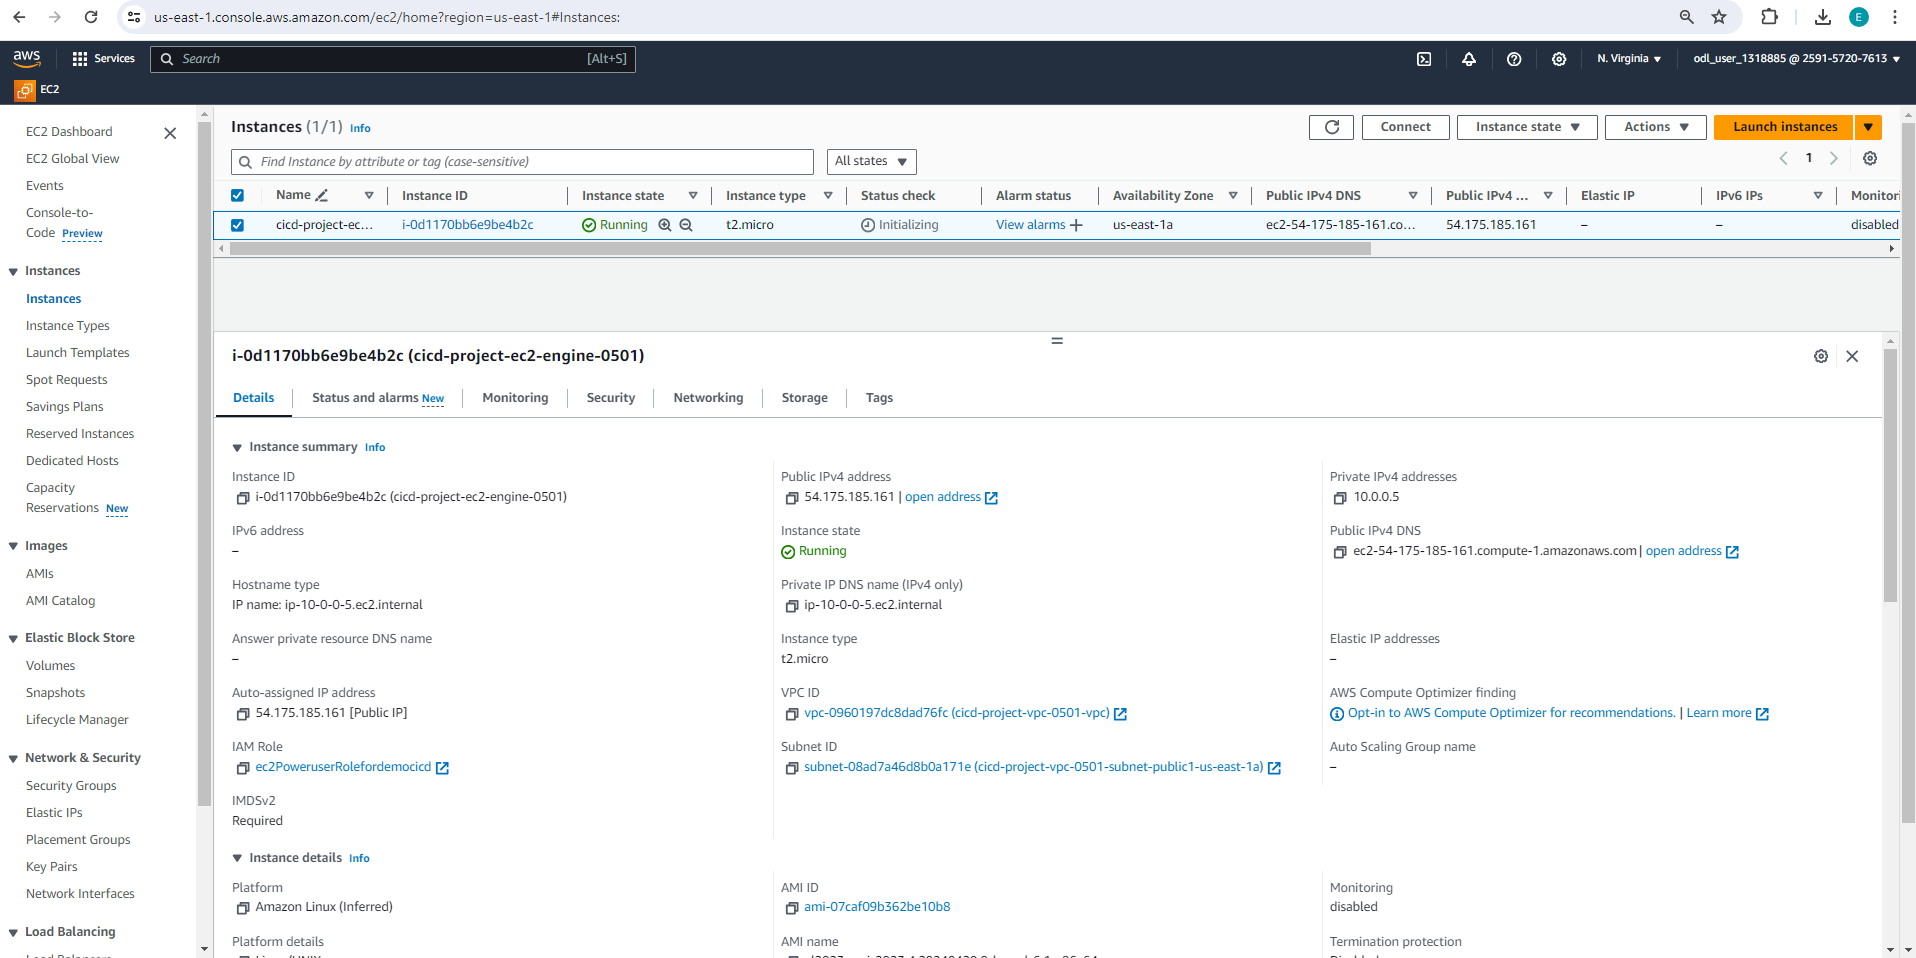 us-east-1.console.aws.amazon.com/ec2/home?region=us-east-1#Instances:
E
aws
Services
Search
[Alt+S]
N. Virginia
odl_user_1318885 @ 2591-5720-7613
EC2
EC2 Dashboard
EC2 Global View
Events
Console-to-
Code Preview
Instances
Instances
Instance Types
Launch Templates
Spot Requests
Savings Plans
Reserved Instances
Dedicated Hosts
Capacity
Reservations New
Images
AMIs
AMI Catalog
Elastic Block Store
Volumes
Snapshots
Lifecycle Manager
Network & Security
Security Groups
Elastic IPs
Placement Groups
Key Pairs
Network Interfaces
Load Balancing
Instances (1/1) Info
Connect
Instance state
Actions
Launch instances
Find Instance by attribute or tag (case-sensitive)
All states
1
Name Instance ID Instance state Instance type Status check Alarm status Availability Zone Public IPv4 DNS Public IPv4 ... Elastic IP IPv6 IPs Monitori
cicd-project-ec... i-0d1170bb6e9be4b2c Running t2.micro Initializing View alarms us-east-1a ec2-54-175-185-161.co... 54.175.185.161 – – disabled
i-0d1170bb6e9be4b2c (cicd-project-ec2-engine-0501)
Details Status and alarms New Monitoring Security Networking Storage Tags
Instance summary Info
Instance ID
i-0d1170bb6e9be4b2c (cicd-project-ec2-engine-0501)
Public IPv4 address
54.175.185.161 | open address
Private IPv4 addresses
10.0.0.5
IPv6 address
–
Instance state
Running
Public IPv4 DNS
ec2-54-175-185-161.compute-1.amazonaws.com | open address
Hostname type
IP name: ip-10-0-0-5.ec2.internal
Private IP DNS name (IPv4 only)
ip-10-0-0-5.ec2.internal
Answer private resource DNS name
–
Instance type
t2.micro
Elastic IP addresses
–
Auto-assigned IP address
54.175.185.161 [Public IP]
VPC ID
vpc-0960197dc8dad76fc (cicd-project-vpc-0501-vpc)
AWS Compute Optimizer finding
Opt-in to AWS Compute Optimizer for recommendations. | Learn more
IAM Role
ec2PoweruserRolefordemocicd
Subnet ID
subnet-08ad7a46d8b0a171e (cicd-project-vpc-0501-subnet-public1-us-east-1a)
Auto Scaling Group name
–
IMDSv2
Required
Instance details Info
Platform
Amazon Linux (Inferred)
AMI ID
ami-07caf09b362be10b8
Monitoring
disabled
Platform details
AMI name
Termination protection